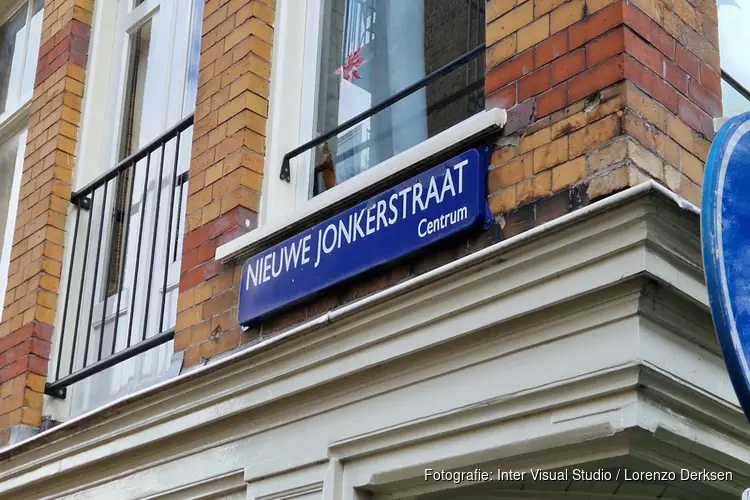 NIEUWE JONKERSTRAAT
Centrum
Fotografie: Inter Visual Studio / Lorenzo Derksen